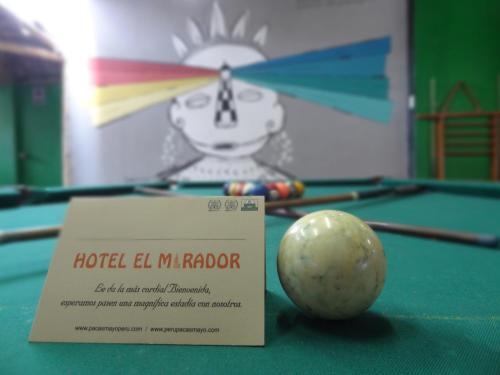 HOTEL EL MIRADOR
Le da la más cordial Bienvenida,
esperamos pasen una magnífica estadía con nosotros.
www.pacasmayoperu.com / www.perupacasmayo.com